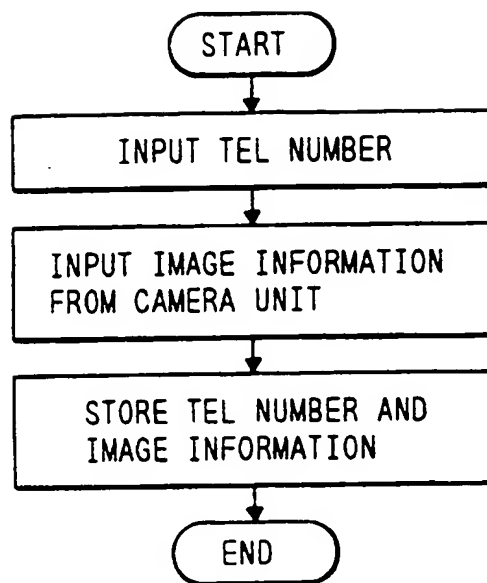 START
INPUT TEL NUMBER
INPUT IMAGE INFORMATION
FROM CAMERA UNIT
STORE TEL NUMBER AND
IMAGE INFORMATION
END